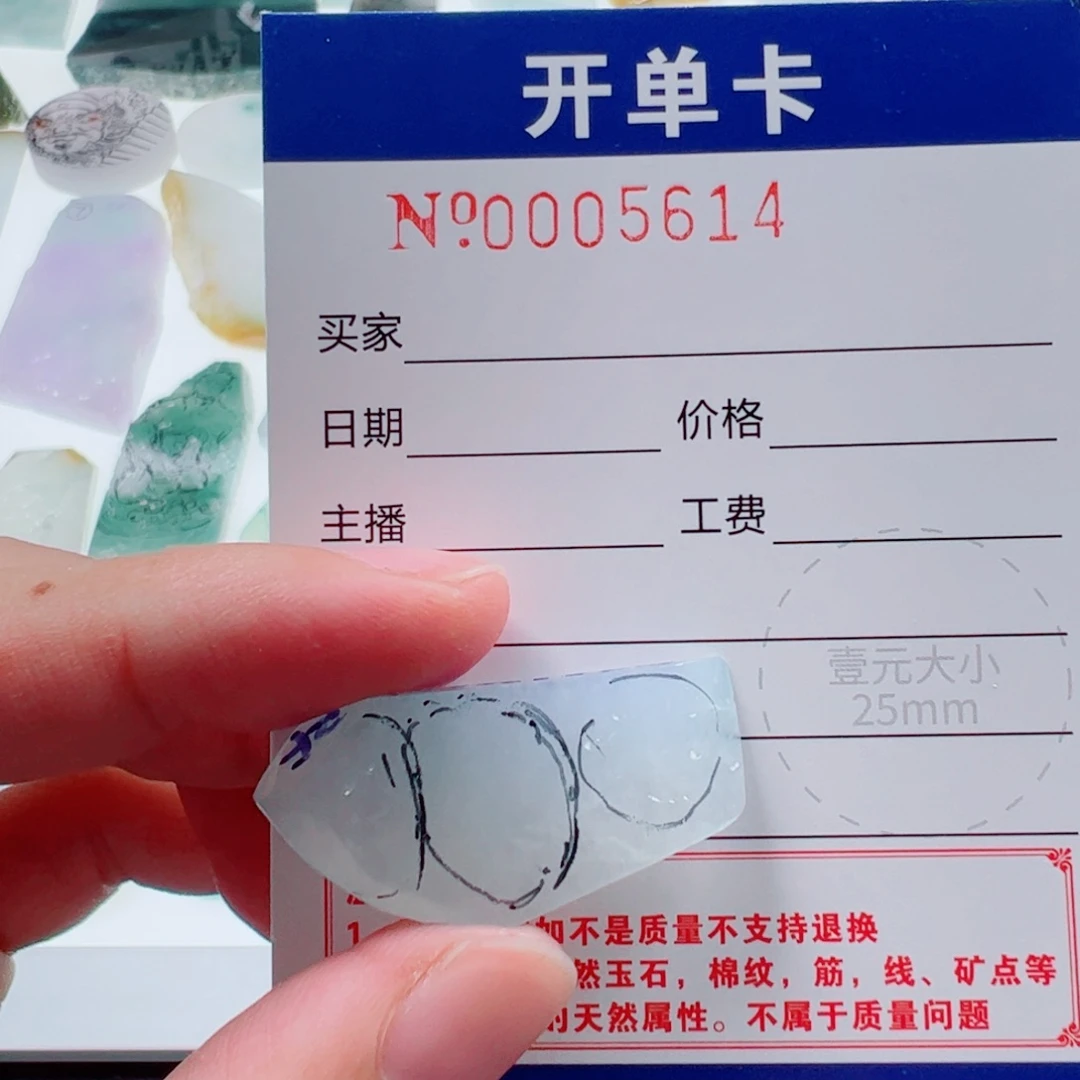 开单卡
№0005614
买家
日期 价格
主播 工费
壹元大小
25mm
1 如不是质量不支持退换
然玉石，棉纹，筋，线、矿点等
的天然属性。不属于质量问题